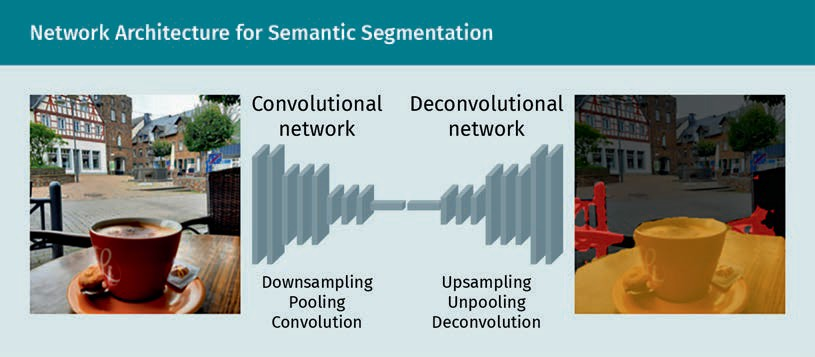 Network Architecture for Semantic Segmentation
Convolutional
network
Deconvolutional
network
Downsampling
Pooling
Convolution
Upsampling
Unpooling
Deconvolution